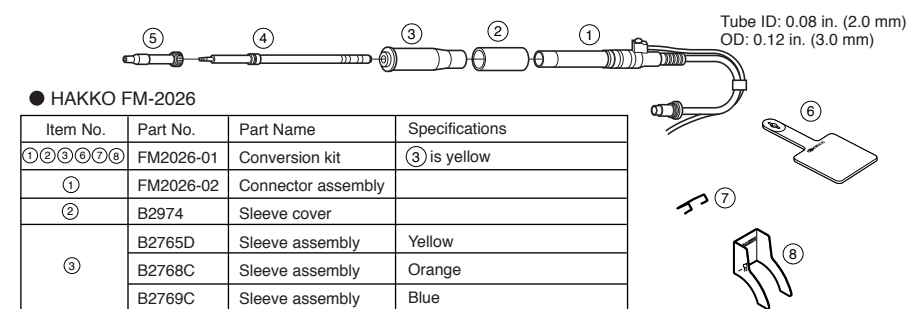 Tube ID: 0.08 in. (2.0 mm)
OD: 0.12 in. (3.0 mm)
⑤ ④ ③ ② ①
● HAKKO FM-2026
⑥
Item No. Part No. Part Name Specifications
①②③⑥⑦⑧ FM2026-01 Conversion kit ③ is yellow
① FM2026-02 Connector assembly
⑦
② B2974 Sleeve cover
③ B2765D Sleeve assembly Yellow
⑧
B2768C Sleeve assembly Orange
B2769C Sleeve assembly Blue